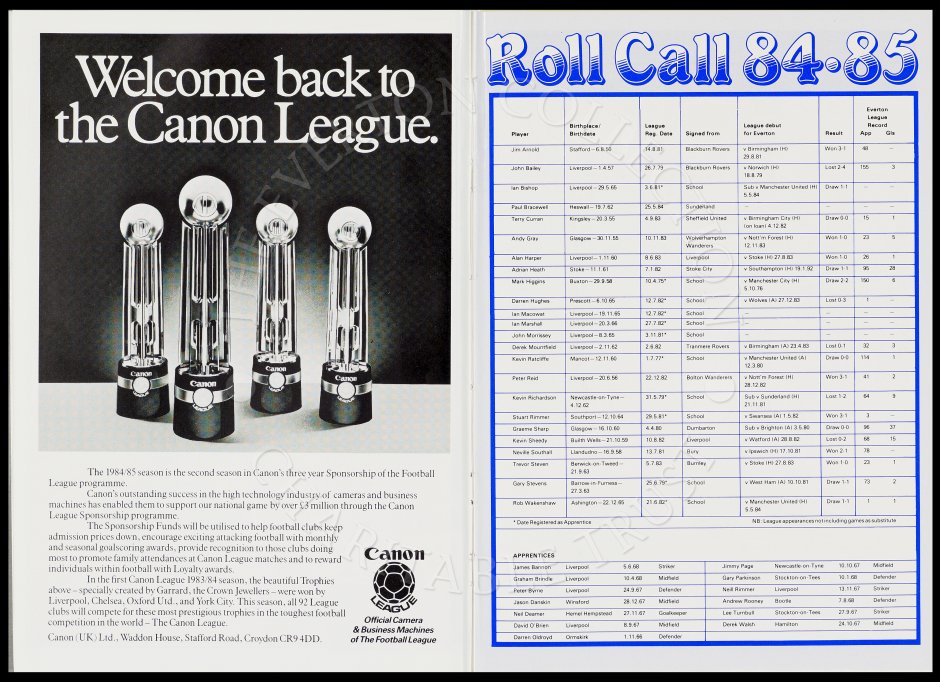 Welcome back to
the Canon League.
Canon
Canon
Canon
Canon
LEAGUE
The 1984/85 season is the second season in Canon's three year Sponsorship of the Football
League programme.
Canon's outstanding success in the high technology industry of cameras and business
machines has enabled them to support our national game by over £3 million through the Canon
League Sponsorship programme.
The Sponsorship Funds will be utilised to help football clubs keep
admission prices down, encourage exciting attacking football with monthly
and seasonal goalscoring awards, provide recognition to those clubs doing
most to promote family attendances at Canon League matches and to reward
individuals within football with Loyalty awards.
In the first Canon League 1983/84 season, the beautiful Trophies
above – specially created by Garrard, the Crown Jewellers – were won by
Liverpool, Chelsea, Oxford Utd., and York City. This season, all 92 League
clubs will compete for these most prestigious trophies in the toughest football
competition in the world – The Canon League.
Canon (UK) Ltd., Waddon House, Stafford Road, Croydon CR9 4DD.
Canon
LEAGUE
Official Camera
& Business Machines
of The Football League
Roll Call 84·85
Player Birthplace/Birthdate League Reg. Date Signed from League debut for Everton Result Everton League Record App Gls
Jim Arnold Stafford–6.8.50 14.8.81 Blackburn Rovers v Birmingham (H) 29.8.81 Won 3-1 48 –
John Bailey Liverpool–1.4.57 26.7.79 Blackburn Rovers v Norwich (H) 18.8.79 Lost 2-4 155 3
Ian Bishop Liverpool–29.5.65 3.6.81* School Sub v Manchester United (H) 5.5.84 Draw 1-1 – –
Paul Bracewell Heswall–19.7.62 25.5.84 Sunderland – – – –
Terry Curran Kingsley–20.3.55 4.9.83 Sheffield United v Birmingham City (H) (on loan) 4.12.82 Draw 0-0 15 1
Andy Gray Glasgow–30.11.55 10.11.83 Wolverhampton Wanderers v Nott'm Forest (H) 12.11.83 Won 1-0 23 5
Alan Harper Liverpool–1.11.60 8.6.83 Liverpool v Stoke (H) 27.8.83 Won 1-0 26 1
Adrian Heath Stoke–11.1.61 7.1.82 Stoke City v Southampton (H) 19.1.92 Draw 1-1 95 28
Mark Higgins Buxton–29.9.58 10.4.75* School v Manchester City (H) 5.10.76 Draw 2-2 150 6
Darren Hughes Prescott–6.10.65 12.7.82* School v Wolves (A) 27.12.83 Lost 0-3 1 –
Ian Macowat Liverpool–19.11.65 12.7.82* School – – – –
Ian Marshall Liverpool–20.3.66 27.7.82* School – – – –
John Morrissey Liverpool–8.3.65 3.11.81* School – – – –
Derek Mountfield Liverpool–2.11.62 2.6.82 Tranmere Rovers v Birmingham (A) 23.4.83 Lost 0-1 32 3
Kevin Ratcliffe Mancot–12.11.60 1.7.77* School v Manchester United (A) 12.3.80 Draw 0-0 114 1
Peter Reid Liverpool–20.6.56 22.12.82 Bolton Wanderers v Nott'm Forest (H) 28.12.82 Won 3-1 41 2
Kevin Richardson Newcastle-on-Tyne–4.12.62 31.5.79* School Sub v Sunderland (H) 21.11.81 Lost 1-2 64 9
Stuart Rimmer Southport–12.10.64 29.5.81* School v Swansea (A) 1.5.82 Won 3-1 3 –
Graeme Sharp Glasgow–16.10.60 4.4.80 Dumbarton Sub v Brighton (A) 3.5.80 Draw 0-0 96 37
Kevin Sheedy Builth Wells–21.10.59 10.8.82 Liverpool v Watford (A) 28.8.82 Lost 0-2 68 15
Neville Southall Llandudno–16.9.58 13.7.81 Bury v Ipswich (H) 17.10.81 Won 2-1 78 –
Trevor Steven Berwick-on-Tweed–21.9.63 5.7.83 Burnley v Stoke (H) 27.8.83 Won 1-0 23 1
Gary Stevens Barrow-in-Furness–27.3.63 25.6.79* School v West Ham (A) 10.10.81 Draw 1-1 73 2
Rob Wakenshaw Ashington–22.12.65 21.6.82* School v Manchester United (H) 5.5.84 Draw 1-1 1 1
* Date Registered as Apprentice NB: League appearances not including games as substitute
APPRENTICES
James Bannon Liverpool 5.6.68 Striker Jimmy Page Newcastle-on-Tyne 10.10.67 Midfield
Graham Brindle Liverpool 10.4.68 Midfield Gary Parkinson Stockton-on-Tees 10.1.68 Defender
Peter Byrne Liverpool 24.9.67 Defender Neil Rimmer Liverpool 13.11.67 Striker
Jason Danskin Winsford 28.12.67 Midfield Andrew Rooney Bootle 7.8.68 Defender
Neil Deamer Hemel Hempstead 27.11.67 Goalkeeper Lee Turnbull Stockton-on-Tees 27.9.67 Striker
David O'Brien Liverpool 8.9.67 Midfield Derek Walsh Hamilton 24.10.67 Midfield
Darren Oldroyd Ormskirk 1.11.66 Defender
THE EVERTON COLLECTION
CHARITABLE TRUST